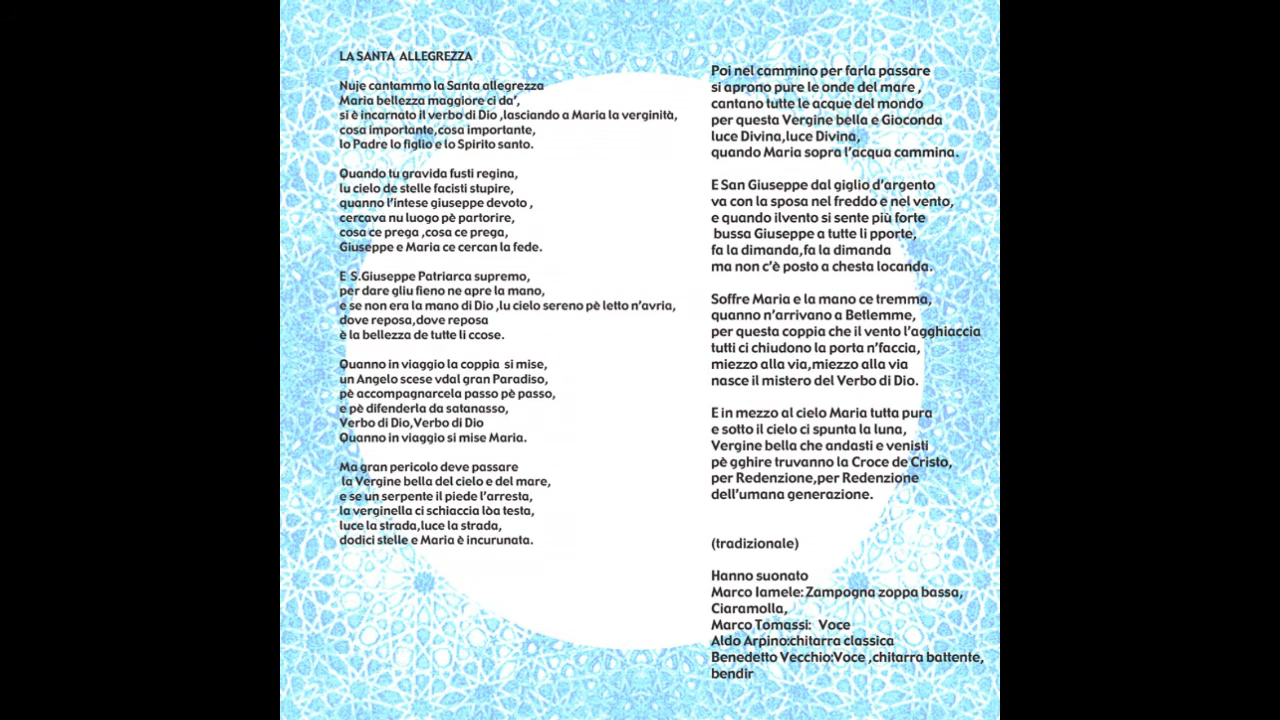 LA SANTA ALLEGREZZA
Nuje cantammo la Santa allegrezza
Maria bellezza maggiore ci da',
si è incarnato il verbo di Dio ,lasciando a Maria la verginità,
cosa importante,cosa importante,
lo Padre lo figlio e lo Spirito santo.
Quando tu gravida fusti regina,
lu cielo de stelle facisti stupire,
quanno l'intese giuseppe devoto ,
cercava nu luogo pè partorire,
cosa ce prega ,cosa ce prega,
Giuseppe e Maria ce cercan la fede.
E S.Giuseppe Patriarca supremo,
per dare gliu fieno ne apre la mano,
e se non era la mano di Dio ,lu cielo sereno pè letto n'avria,
dove reposa,dove reposa
è la bellezza de tutte li ccose.
Quanno in viaggio la coppia si mise,
un Angelo scese vdal gran Paradiso,
pè accompagnarcela passo pè passo,
e pè difenderla da satanasso,
Verbo di Dio,Verbo di Dio
Quanno in viaggio si mise Maria.
Ma gran pericolo deve passare
la Vergine bella del cielo e del mare,
e se un serpente il piede l'arresta,
la verginella ci schiaccia lòa testa,
luce la strada,luce la strada,
dodici stelle e Maria è incurunata.
Poi nel cammino per farla passare
si aprono pure le onde del mare ,
cantano tutte le acque del mondo
per questa Vergine bella e Gioconda
luce Divina,luce Divina,
quando Maria sopra l'acqua cammina.
E San Giuseppe dal giglio d'argento
va con la sposa nel freddo e nel vento,
e quando ilvento si sente più forte
bussa Giuseppe a tutte li pporte,
fa la dimanda,fa la dimanda
ma non c'è posto a chesta locanda.
Soffre Maria e la mano ce tremma,
quanno n'arrivano a Betlemme,
per questa coppia che il vento l'agghiaccia
tutti ci chiudono la porta n'faccia,
miezzo alla via,miezzo alla via
nasce il mistero del Verbo di Dio.
E in mezzo al cielo Maria tutta pura
e sotto il cielo ci spunta la luna,
Vergine bella che andasti e venisti
pè gghire truvanno la Croce de Cristo,
per Redenzione,per Redenzione
dell'umana generazione.
(tradizionale)
Hanno suonato
Marco Iamele: Zampogna zoppa bassa,
Ciaramolla,
Marco Tomassi: Voce
Aldo Arpino:chitarra classica
Benedetto Vecchio:Voce ,chitarra battente,
bendir